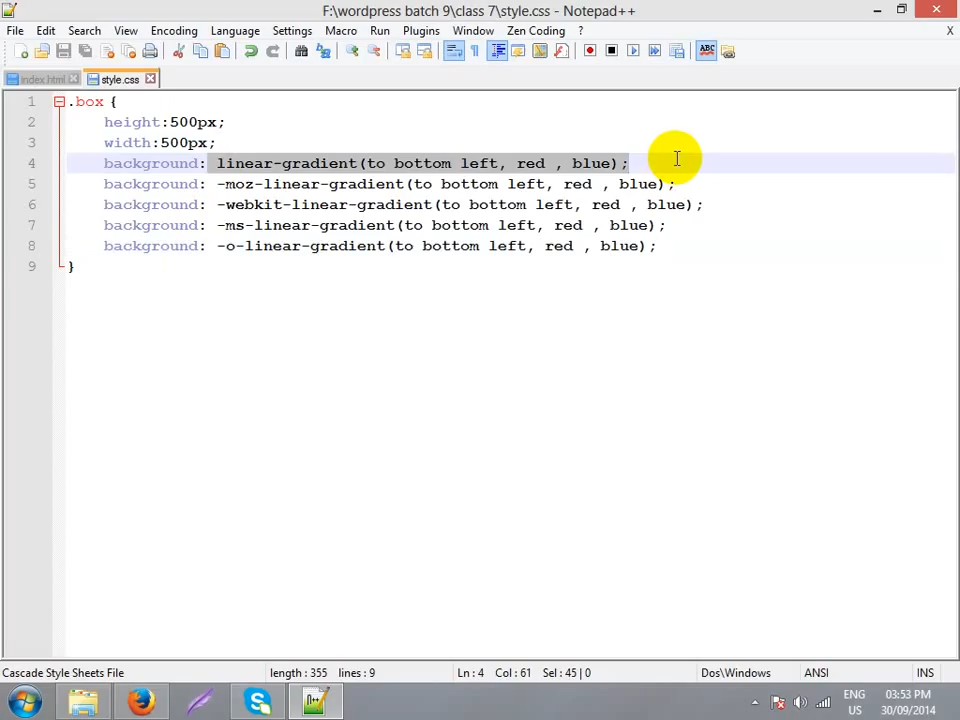 F:\wordpress batch 9\class 7\style.css - Notepad++
File Edit Search View Encoding Language Settings Macro Run Plugins Window Zen Coding ? X
index.html style.css
1 .box {
2 height:500px;
3 width:500px;
4 background: linear-gradient(to bottom left, red , blue);
5 background: -moz-linear-gradient(to bottom left, red , blue);
6 background: -webkit-linear-gradient(to bottom left, red , blue);
7 background: -ms-linear-gradient(to bottom left, red , blue);
8 background: -o-linear-gradient(to bottom left, red , blue);
9 }
Cascade Style Sheets File length : 355 lines : 9 Ln : 4 Col : 61 Sel : 45 | 0 Dos\Windows ANSI INS
ENG 03:53 PM
US 30/09/2014